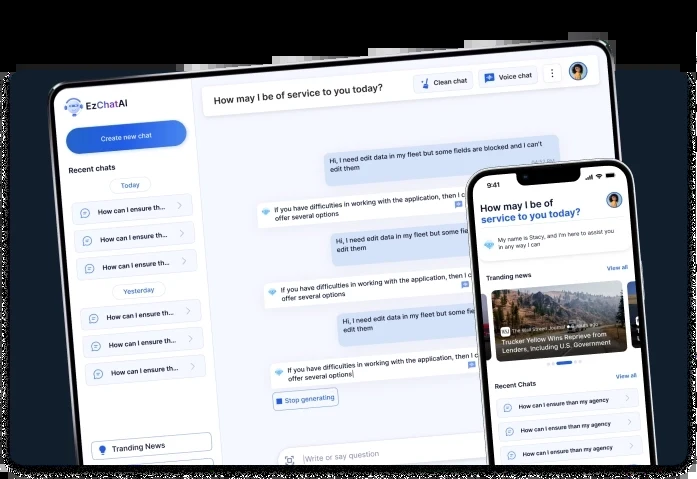 EzChatAI
Create new chat
Recent chats
Today
How can I ensure th...
How can I ensure th...
How can I ensure th...
Yesterday
How can I ensure th...
How can I ensure th...
How can I ensure th...
Tranding News
How may I be of service to you today?
Clean chat
Voice chat
Hi, I need edit data in my fleet but some fields are blocked and I can't
edit them
If you have difficulties in working with the application, then I c
offer several options
Hi, I need edit data in my fleet but some fie
edit them
If you have difficulties in working with the application, then I c
offer several options
Hi, I need edit data in my fleet but some fie
edit them
If you have difficulties in working with the application, then I c
offer several options
Stop generating
Write or say question
9:41
How may I be of
service to you today?
My name is Stacy, and I'm here to assist you
in any way I can
Tranding news
View all
The Wall Street Journal
Trucker Yellow Wins Reprieve from
Lenders, Including U.S. Government
Recent Chats
View all
How can I ensure than my agency
How can I ensure than my agency
How can I ensure than my agency